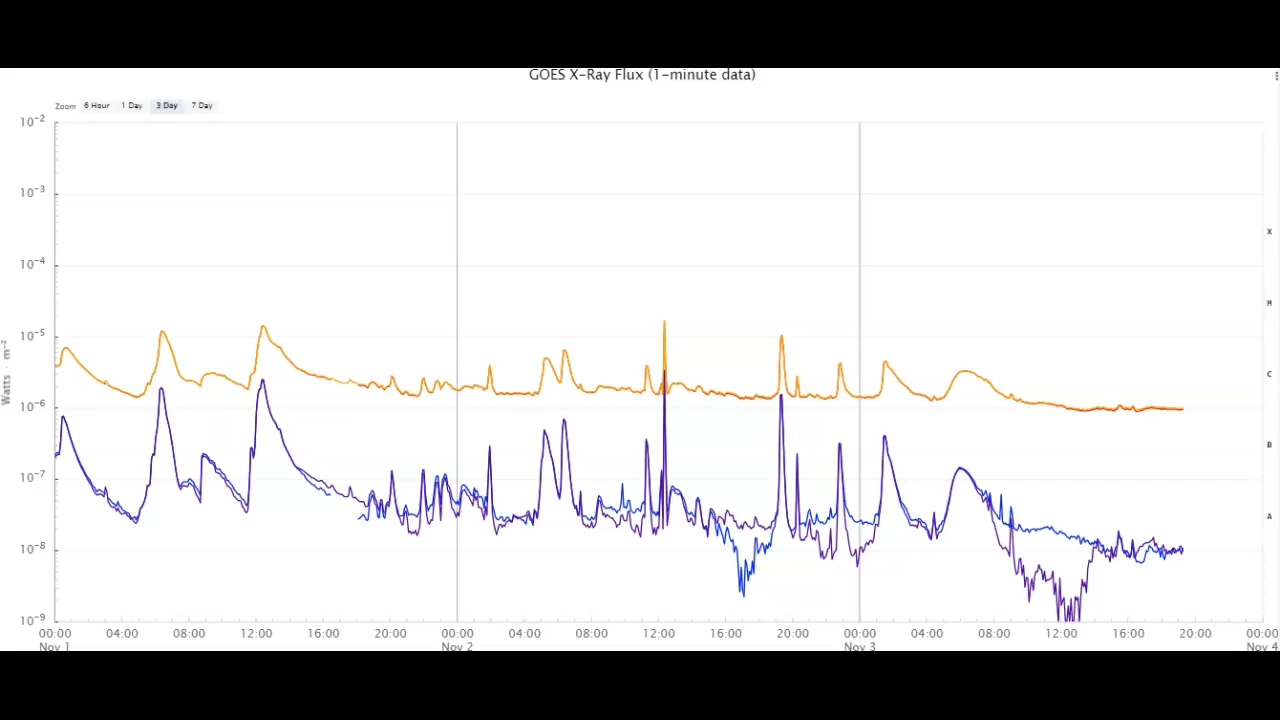 GOES X-Ray Flux (1-minute data)
Zoom 6 Hour 1 Day 3 Day 7 Day
10-2
10-3
10-4
10-5
10-6
10-7
10-8
10-9
Watts · m-2
X
M
C
B
A
00:00 04:00 08:00 12:00 16:00 20:00 00:00 04:00 08:00 12:00 16:00 20:00 00:00 04:00 08:00 12:00 16:00 20:00 00:00
Nov 1 Nov 2 Nov 3 Nov 4